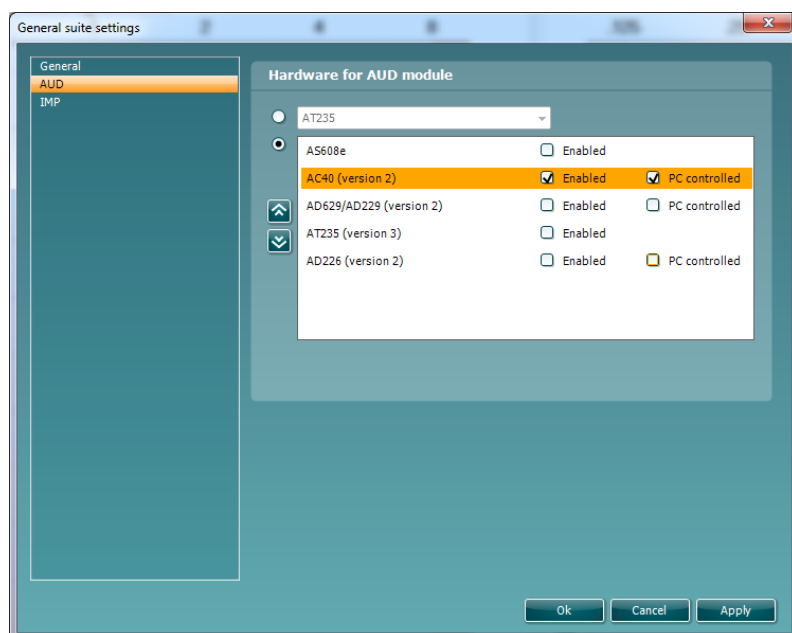 General suite settings
General
AUD
IMP
Hardware for AUD module
AT235
AS608e Enabled
AC40 (version 2) Enabled PC controlled
AD629/AD229 (version 2) Enabled PC controlled
AT235 (version 3) Enabled
AD226 (version 2) Enabled PC controlled
Ok Cancel Apply